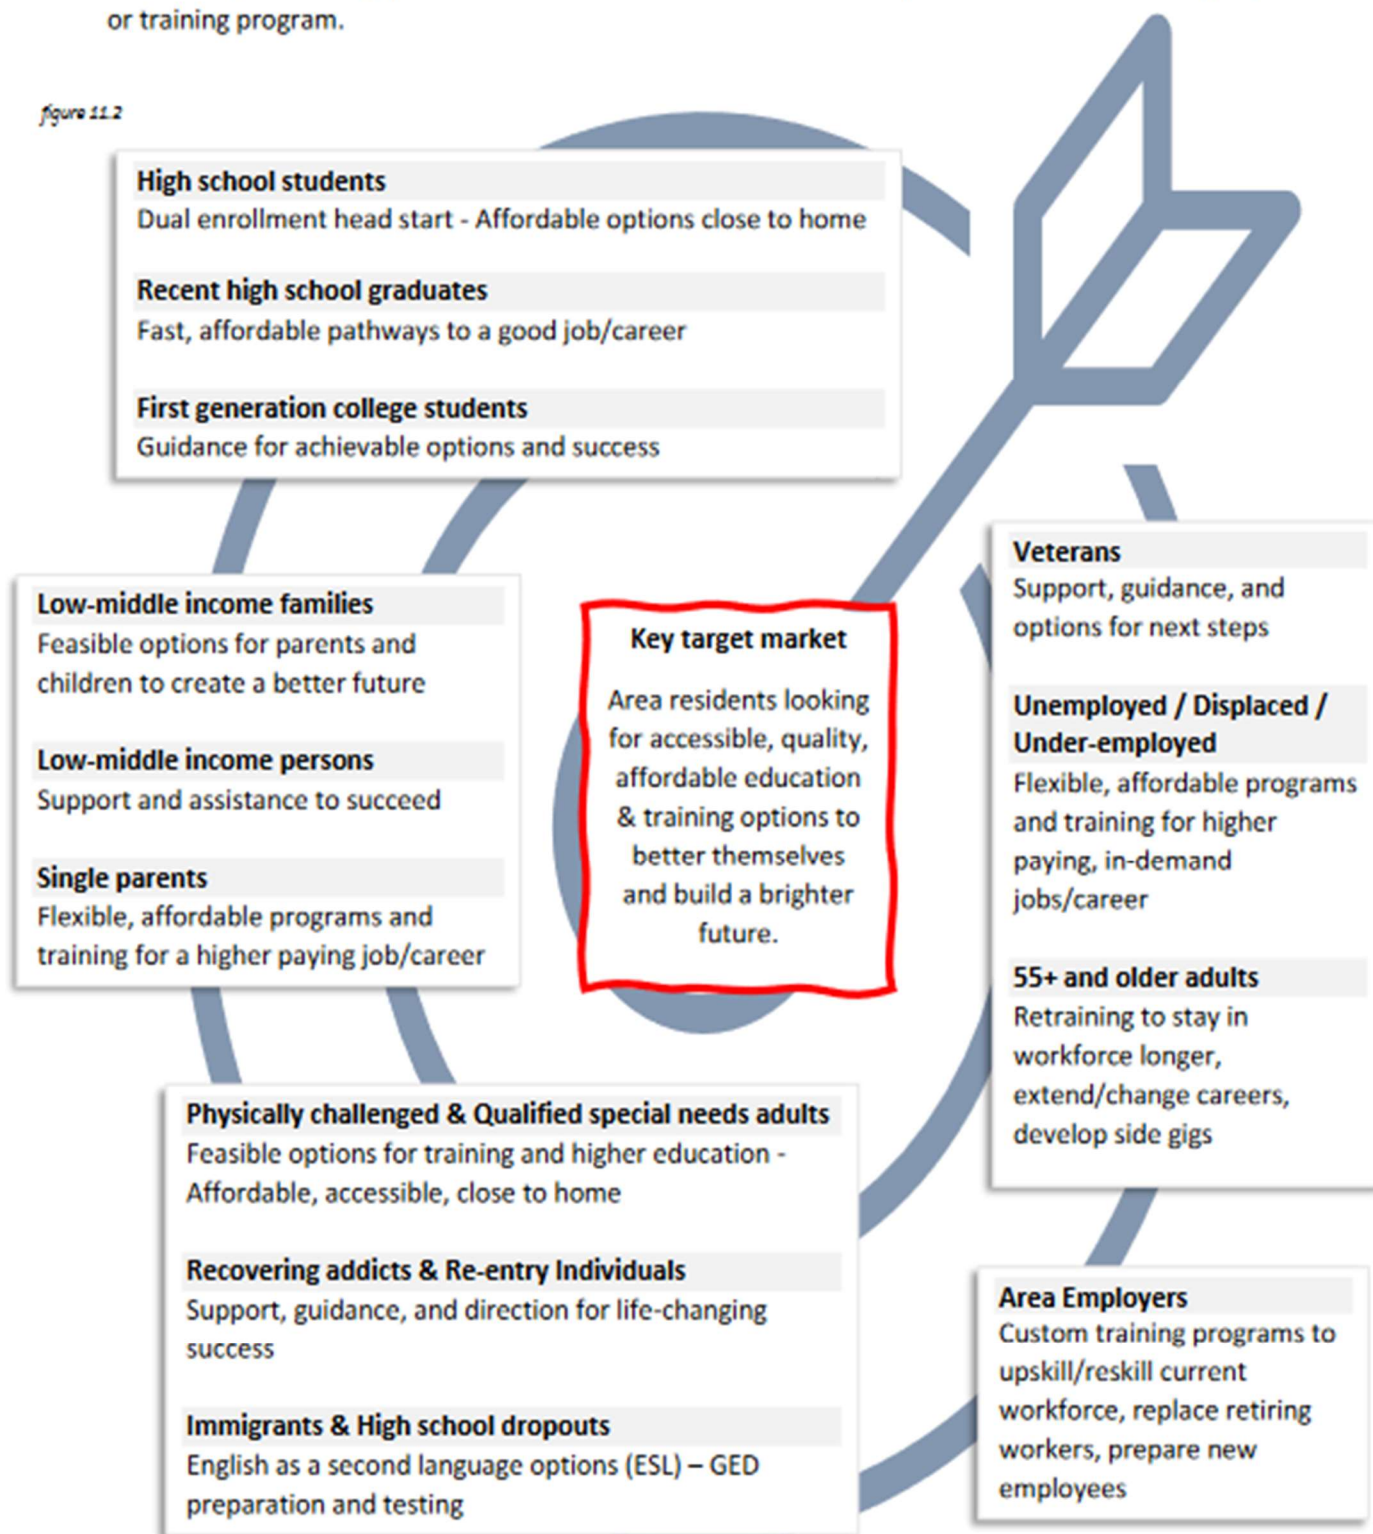 or training program.
figure 11.2
High school students
Dual enrollment head start - Affordable options close to home
Recent high school graduates
Fast, affordable pathways to a good job/career
First generation college students
Guidance for achievable options and success
Low-middle income families
Feasible options for parents and
children to create a better future
Low-middle income persons
Support and assistance to succeed
Single parents
Flexible, affordable programs and
training for a higher paying job/career
Key target market
Area residents looking
for accessible, quality,
affordable education
& training options to
better themselves
and build a brighter
future.
Veterans
Support, guidance, and
options for next steps
Unemployed / Displaced /
Under-employed
Flexible, affordable programs
and training for higher
paying, in-demand
jobs/career
55+ and older adults
Retraining to stay in
workforce longer,
extend/change careers,
develop side gigs
Physically challenged & Qualified special needs adults
Feasible options for training and higher education -
Affordable, accessible, close to home
Recovering addicts & Re-entry Individuals
Support, guidance, and direction for life-changing
success
Immigrants & High school dropouts
English as a second language options (ESL) – GED
preparation and testing
Area Employers
Custom training programs to
upskill/reskill current
workforce, replace retiring
workers, prepare new
employees